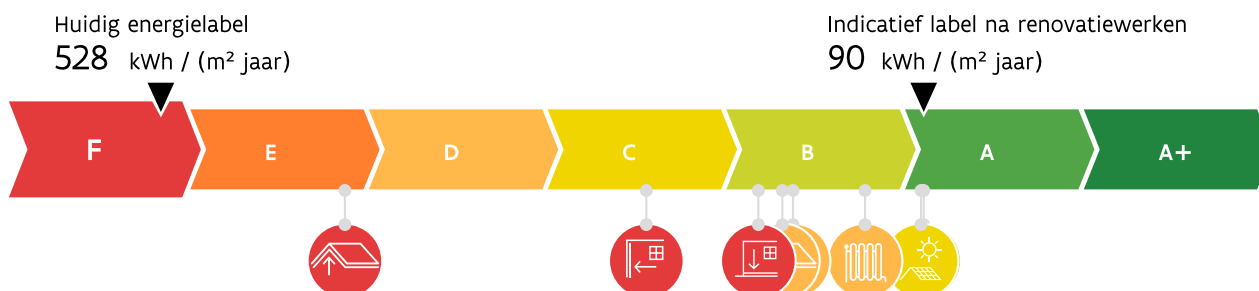 Huidig energielabel
528 kWh / (m² jaar)
Indicatief label na renovatiewerken
90 kWh / (m² jaar)
F E D C B A A+